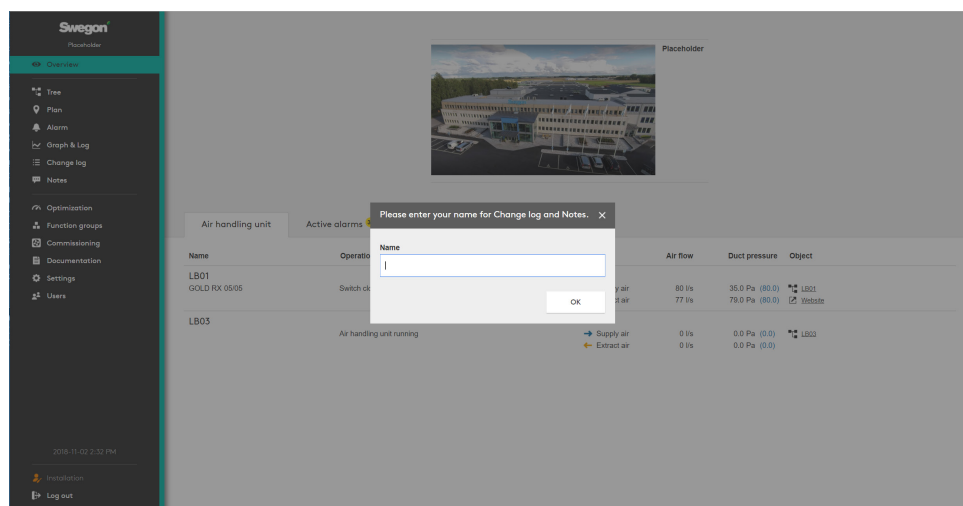 Swegon
Placeholder
Overview
Tree
Plan
Alarm
Graph & Log
Change log
Notes
Optimization
Function groups
Commissioning
Documentation
Settings
Users
2018-11-02 2:32 PM
Installation
Log out
Placeholder
Air handling unit Active alarms
Please enter your name for Change log and Notes.
Name
OK
Name Air flow Duct pressure Object
LB01
GOLD RX 05/05 Switch air 80 l/s 35.0 Pa (80.0) LB01
air 77 l/s 79.0 Pa (80.0) Website
LB03
Air handling unit running Supply air 0 l/s 0.0 Pa (0.0) LB03
Extract air 0 l/s 0.0 Pa (0.0)